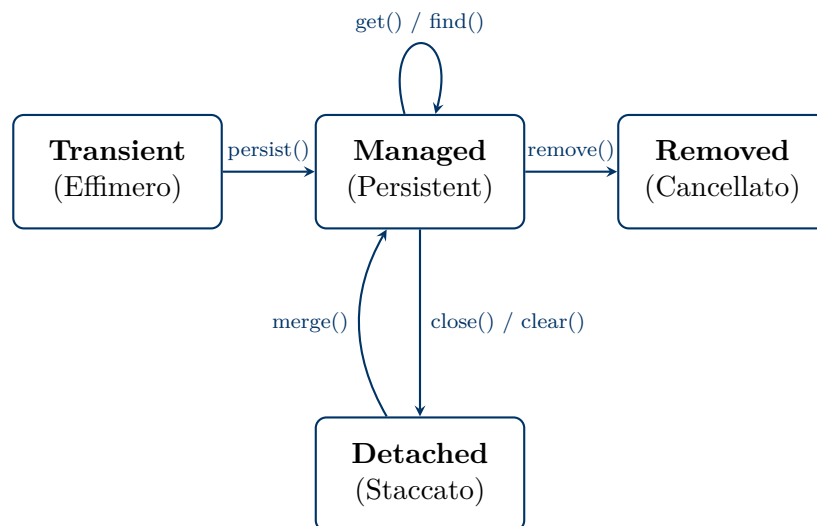 get() / find()
Transient
(Effimero)
persist()
Managed
(Persistent)
remove()
Removed
(Cancellato)
merge()
close() / clear()
Detached
(Staccato)